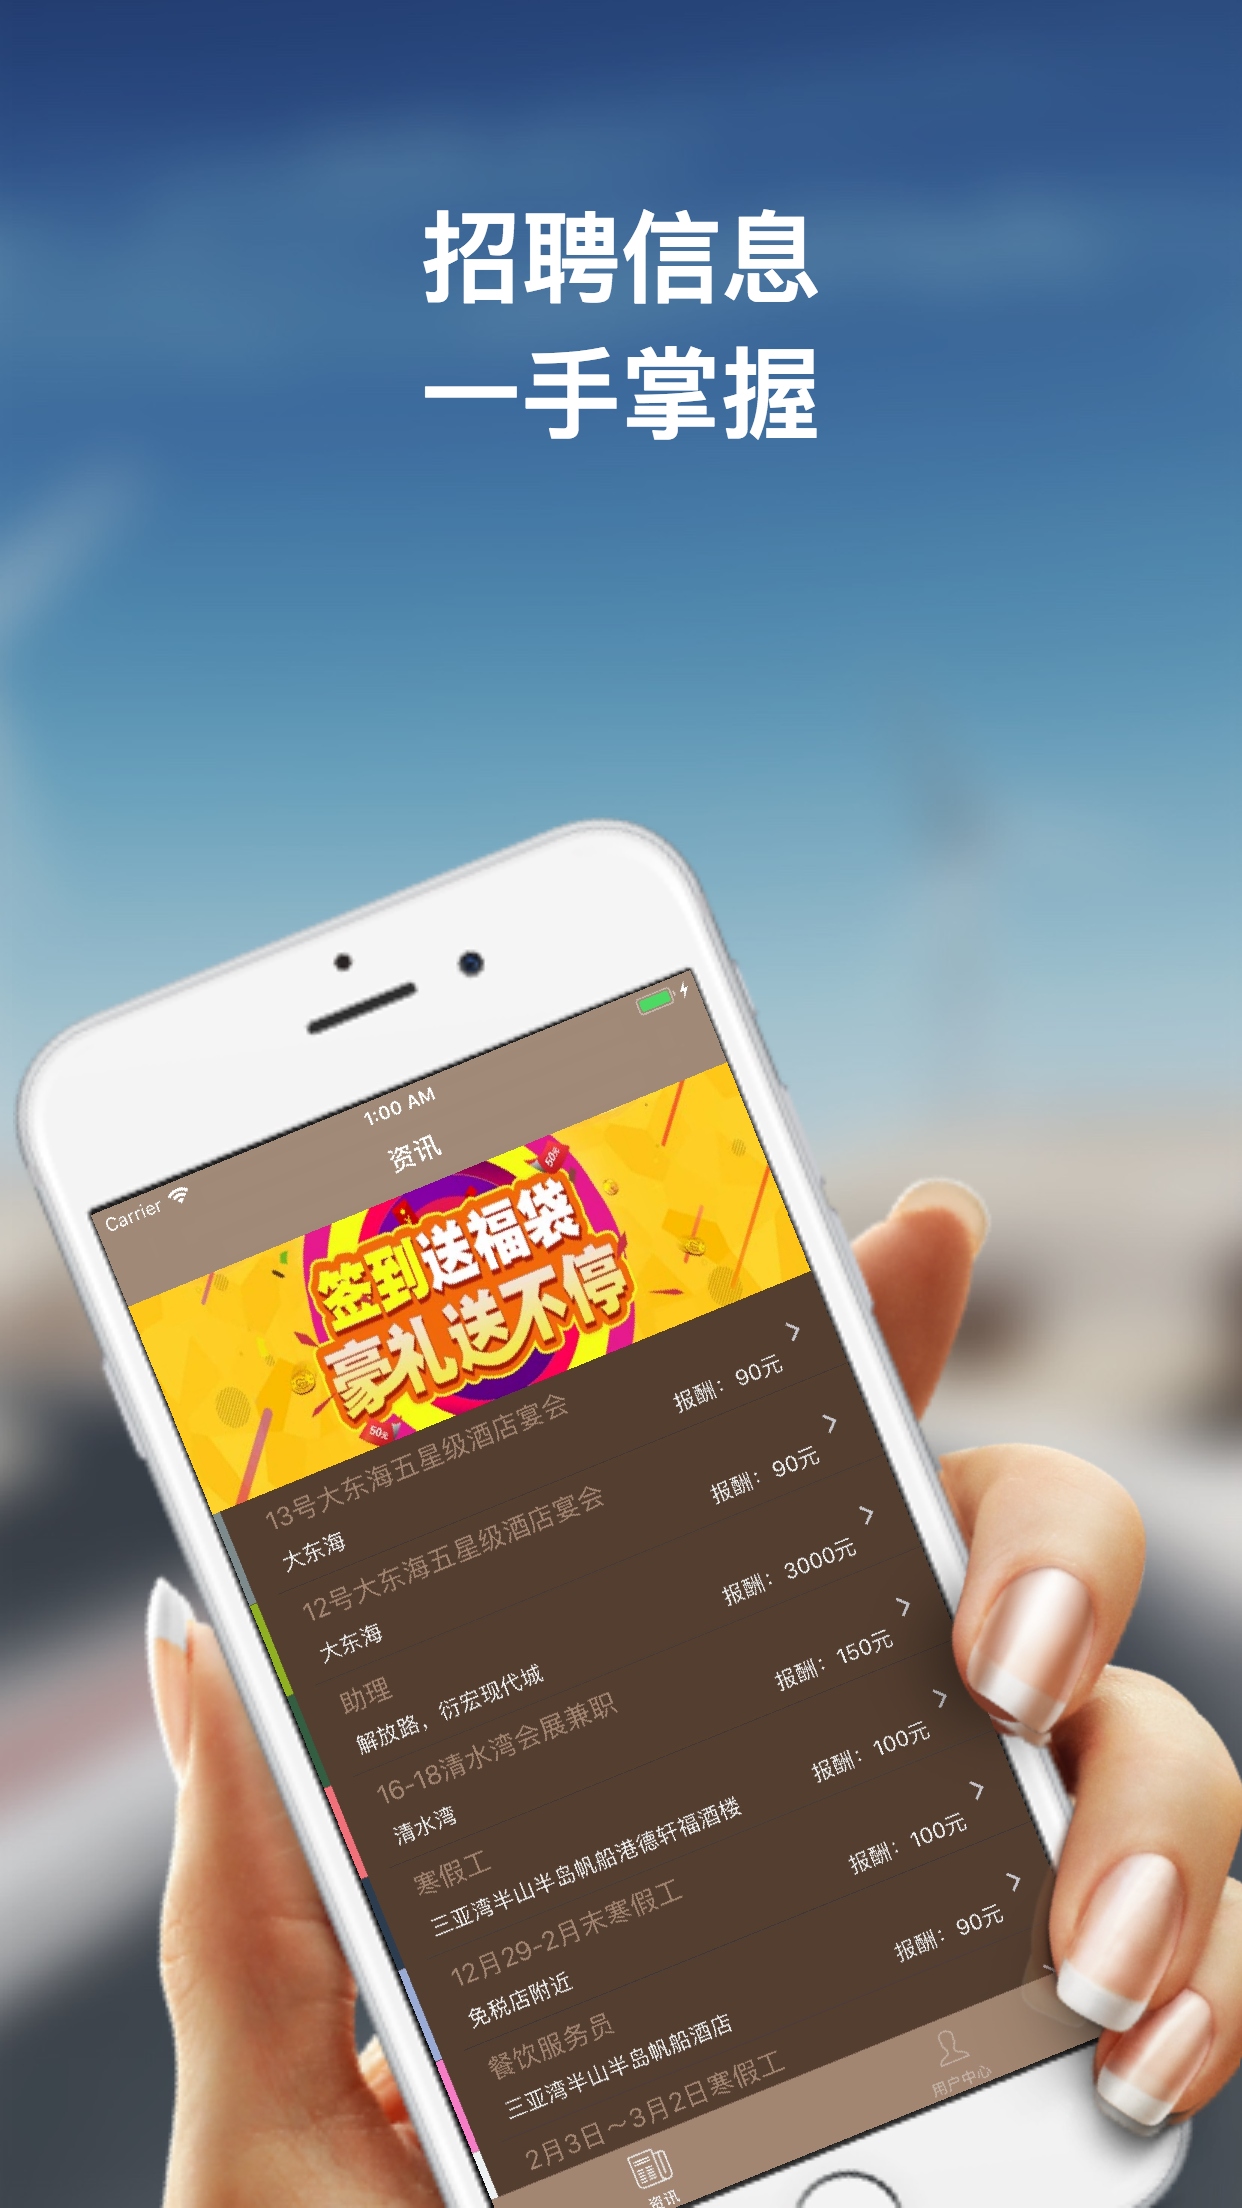 招聘信息
一手掌握
Carrier
1:00 AM
资讯
50元
签到送福袋
豪礼送不停
50元
13号大东海五星级酒店宴会
大东海
报酬：90元
12号大东海五星级酒店宴会
大东海
报酬：90元
助理
解放路，衍宏现代城
报酬：3000元
16-18清水湾会展兼职
清水湾
报酬：150元
寒假工
三亚湾半山半岛帆船港德轩福酒楼
报酬：100元
12月29-2月末寒假工
免税店附近
报酬：100元
餐饮服务员
三亚湾半山半岛帆船酒店
报酬：90元
2月3日～3月2日寒假工
资讯
用户中心